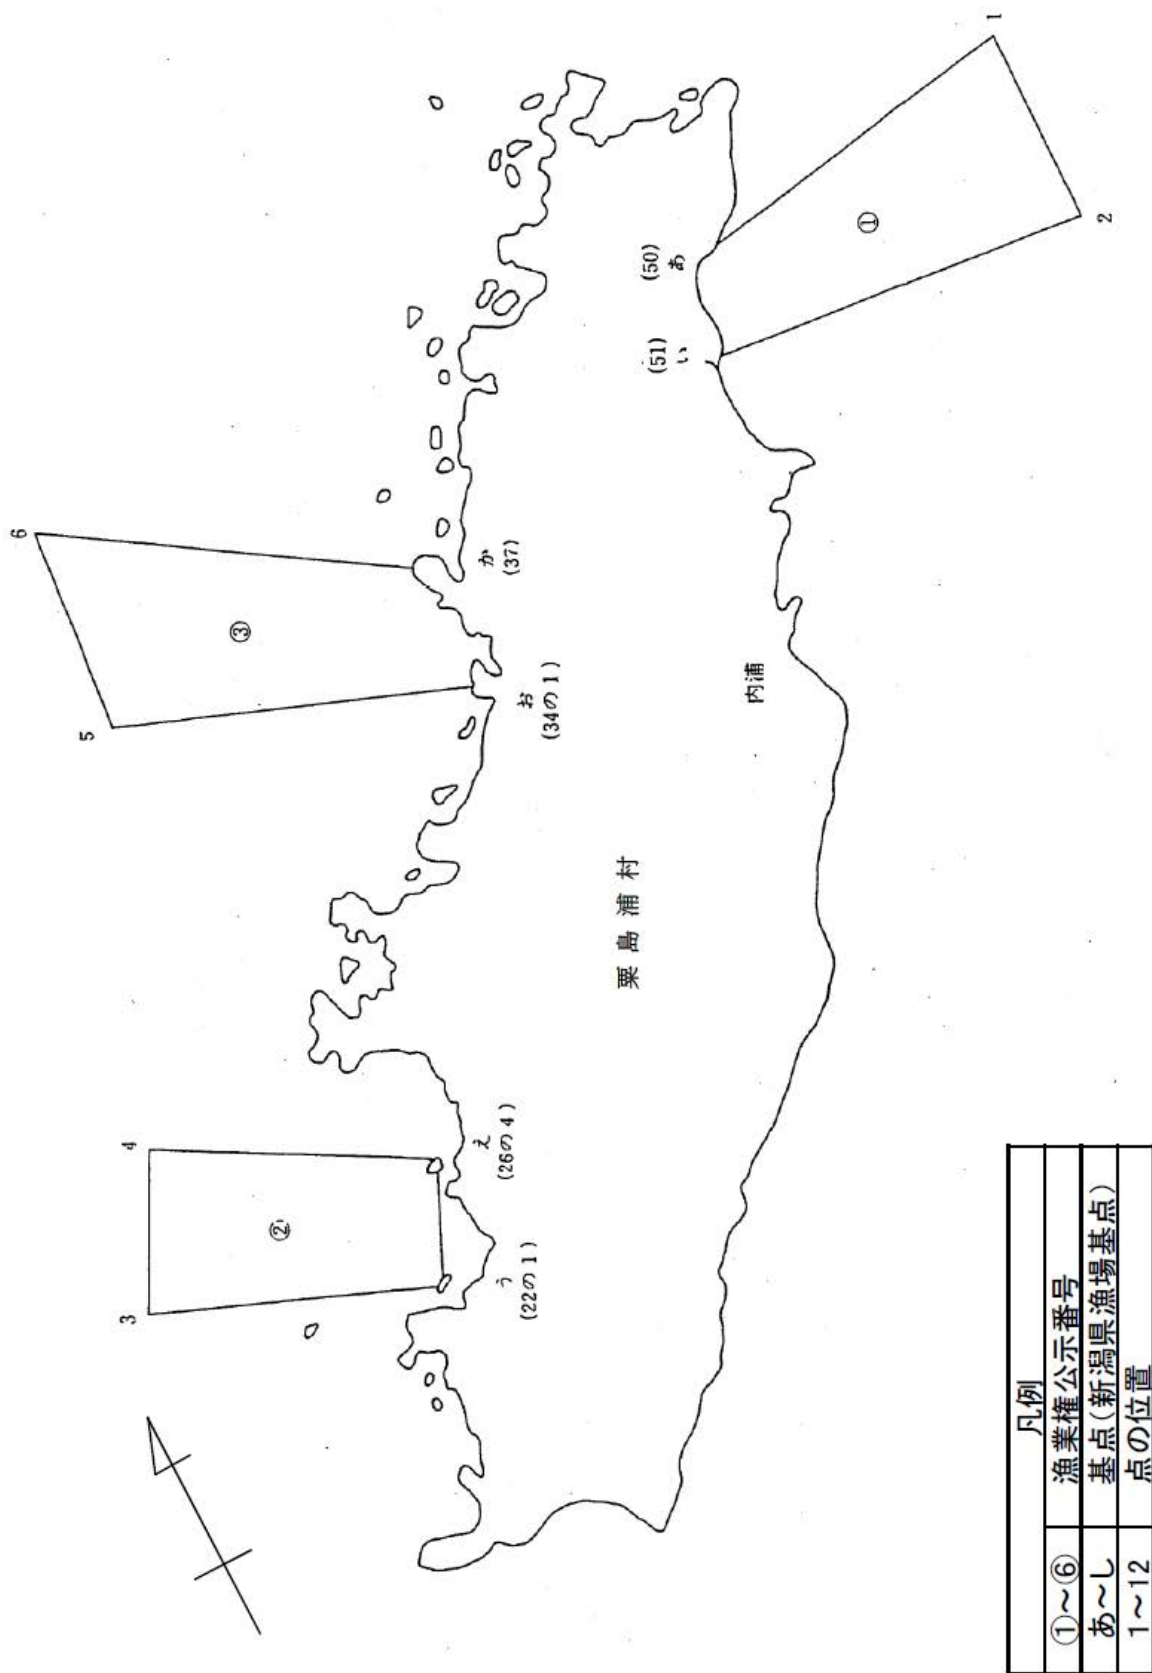 1
2
①
(50)
あ
(51)
い
6
か
(37)
③
5
お
(34の1)
内浦
粟島浦村
4
え
(26の4)
②
3
う
(22の1)
凡例
①～⑥ 漁業権公示番号
あ～し 基点(新潟県漁場基点)
1～12 点の位置